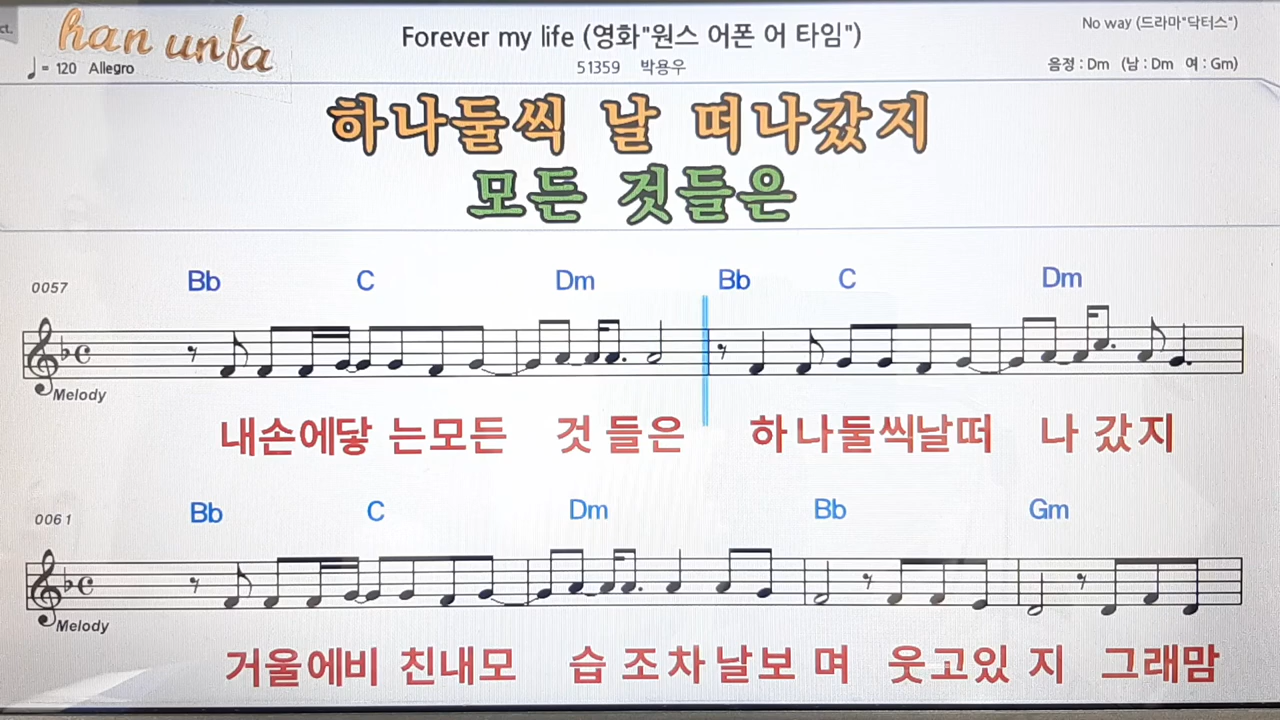 ct.
han unfa
Forever my life (영화"원스 어폰 어 타임")
No way (드라마"닥터스")
♩ = 120 Allegro
51359 박용우
음정 : Dm (남 : Dm 여 : Gm)
하나둘씩 날 떠나갔지
모든 것들은
0057 Bb C Dm Bb C Dm
Melody
내손에닿 는모든 것 들은 하나둘씩날떠 나 갔지
0061 Bb C Dm Bb Gm
Melody
거울에비 친내모 습 조차날보 며 웃고있 지 그래맘